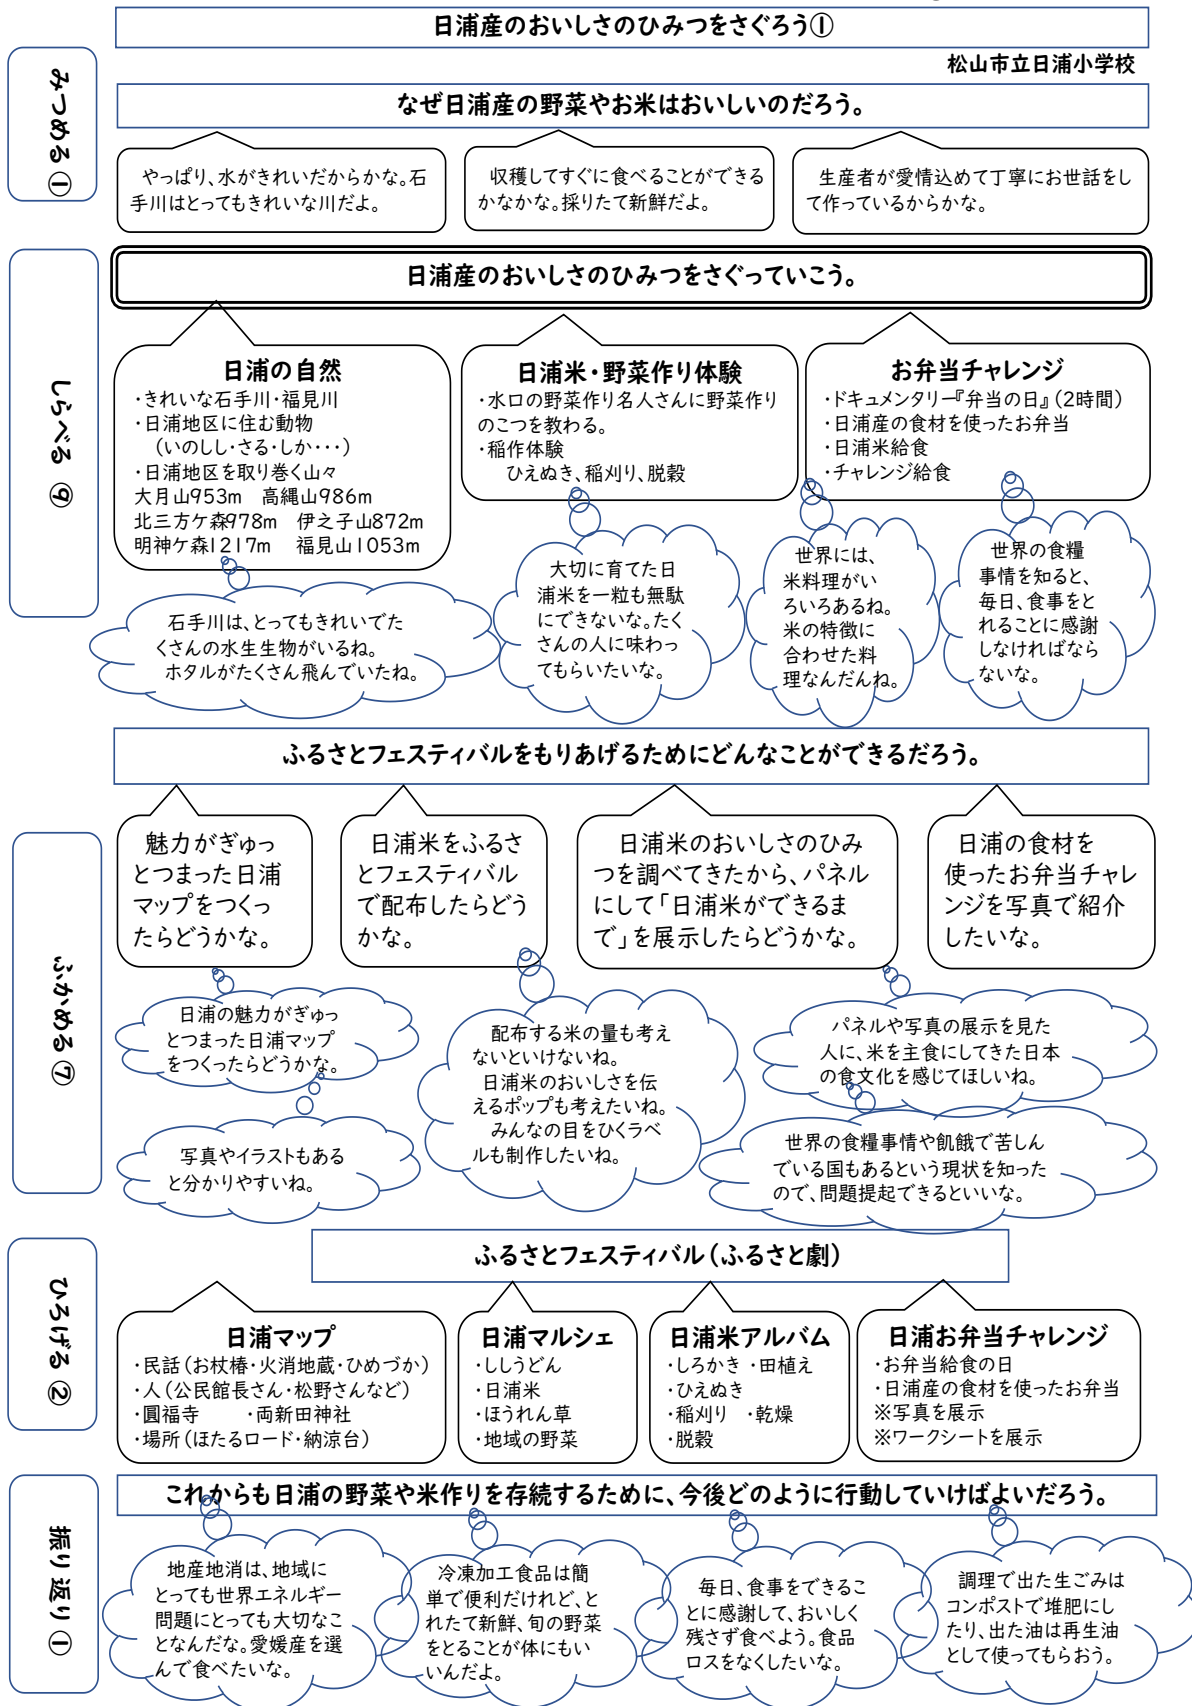 日浦産のおいしさのひみつをさぐろう①
松山市立日浦小学校
みつめる ①
なぜ日浦産の野菜やお米はおいしいのだろう。
やっぱり、水がきれいだからかな。石
手川はとってもきれいな川だよ。
収穫してすぐに食べることができる
かなかな。採りたて新鮮だよ。
生産者が愛情込めて丁寧にお世話をし
て作っているからかな。
しらべる ⑨
日浦産のおいしさのひみつをさぐっていこう。
日浦の自然
・きれいな石手川・福見川
・日浦地区に住む動物
（いのしし・さる・しか・・・）
・日浦地区を取り巻く山々
大月山953m 高縄山986m
北三方ケ森978m 伊之子山872m
明神ケ森1217m 福見山1053m
日浦米・野菜作り体験
・水口の野菜作り名人さんに野菜作り
のこつを教わる。
・稲作体験
ひえぬき、稲刈り、脱穀
お弁当チャレンジ
・ドキュメンタリー『弁当の日』（2時間）
・日浦産の食材を使ったお弁当
・日浦米給食
・チャレンジ給食
石手川は、とってもきれいでた
くさんの水生生物がいるね。
ホタルがたくさん飛んでいたね。
大切に育てた日
浦米を一粒も無駄
にできないな。たく
さんの人に味わっ
てもらいたいな。
世界には、
米料理がい
ろいろあるね。
米の特徴に
合わせた料
理なんだんね。
世界の食糧
事情を知ると、
毎日、食事をと
れることに感謝
しなければなら
ないな。
ふかめる ⑦
ふるさとフェスティバルをもりあげるためにどんなことができるだろう。
魅力がぎゅっ
とつまった日浦
マップをつくっ
たらどうかな。
日浦米をふるさ
とフェスティバル
で配布したらどう
かな。
日浦米のおいしさのひみ
つを調べてきたから、パネル
にして「日浦米ができるま
で」を展示したらどうかな。
日浦の食材を
使ったお弁当チャレ
ンジを写真で紹介
したいな。
日浦の魅力がぎゅっ
とつまった日浦マップ
をつくったらどうかな。
写真やイラストもある
と分かりやすいね。
配布する米の量も考え
ないといけないね。
日浦米のおいしさを伝
えるポップも考えたいね。
みんなの目をひくラベ
ルも制作したいね。
パネルや写真の展示を見た
人に、米を主食にしてきた日本
の食文化を感じてほしいね。
世界の食糧事情や飢餓で苦しん
でいる国もあるという現状を知った
ので、問題提起できるといいな。
ひろげる ②
ふるさとフェスティバル（ふるさと劇）
日浦マップ
・民話（お杖椿・火消地蔵・ひめづか）
・人（公民館長さん・松野さんなど）
・圓福寺 ・両新田神社
・場所（ほたるロード・納涼台）
日浦マルシェ
・ししうどん
・日浦米
・ほうれん草
・地域の野菜
日浦米アルバム
・しろかき ・田植え
・ひえぬき
・稲刈り ・乾燥
・脱穀
日浦お弁当チャレンジ
・お弁当給食の日
・日浦産の食材を使ったお弁当
※写真を展示
※ワークシートを展示
振り返り ①
これからも日浦の野菜や米作りを存続するために、今後どのように行動していけばよいだろう。
地産地消は、地域に
とっても世界エネルギー
問題にとっても大切なこ
となんだな。愛媛産を選
んで食べたいな。
冷凍加工食品は簡
単で便利だけれど、と
れたて新鮮、旬の野菜
をとることが体にもい
いんだよ。
毎日、食事をできるこ
とに感謝して、おいしく
残さず食べよう。食品
ロスをなくしたいな。
調理で出た生ごみは
コンポストで堆肥にし
たり、出た油は再生油
として使ってもらおう。